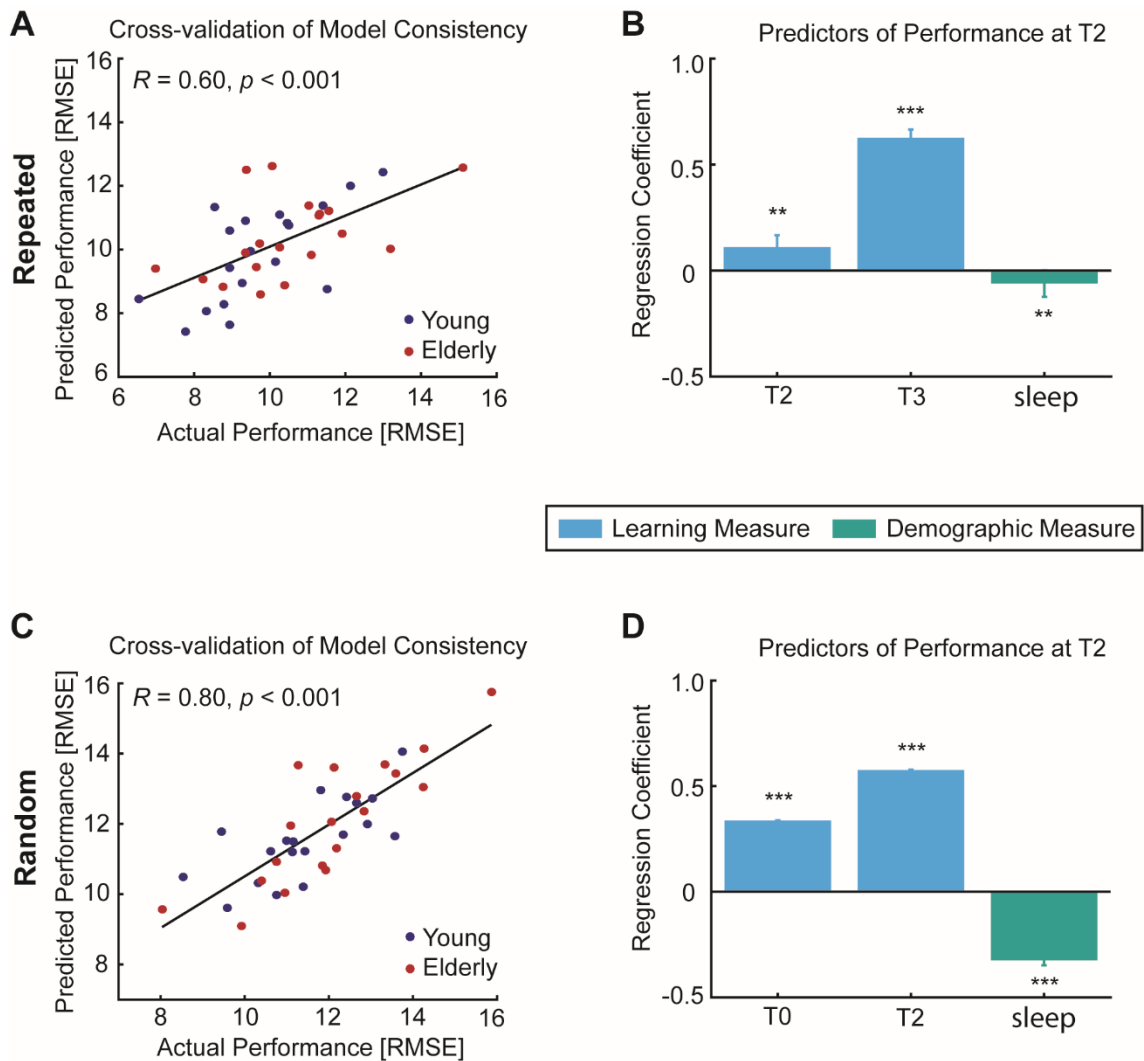 A
Cross-validation of Model Consistency
R = 0.60, p < 0.001
16
14
12
10
8
6
Predicted Performance [RMSE]
Repeated
Young
Elderly
6 8 10 12 14 16
Actual Performance [RMSE]
B
Predictors of Performance at T2
1.0
0.5
0
-0.5
Regression Coefficient
**
***
**
T2 T3 sleep
Learning Measure Demographic Measure
C
Cross-validation of Model Consistency
R = 0.80, p < 0.001
16
14
12
10
8
Predicted Performance [RMSE]
Random
Young
Elderly
8 10 12 14 16
Actual Performance [RMSE]
D
Predictors of Performance at T2
1.0
0.5
0
-0.5
Regression Coefficient
***
***
***
T0 T2 sleep